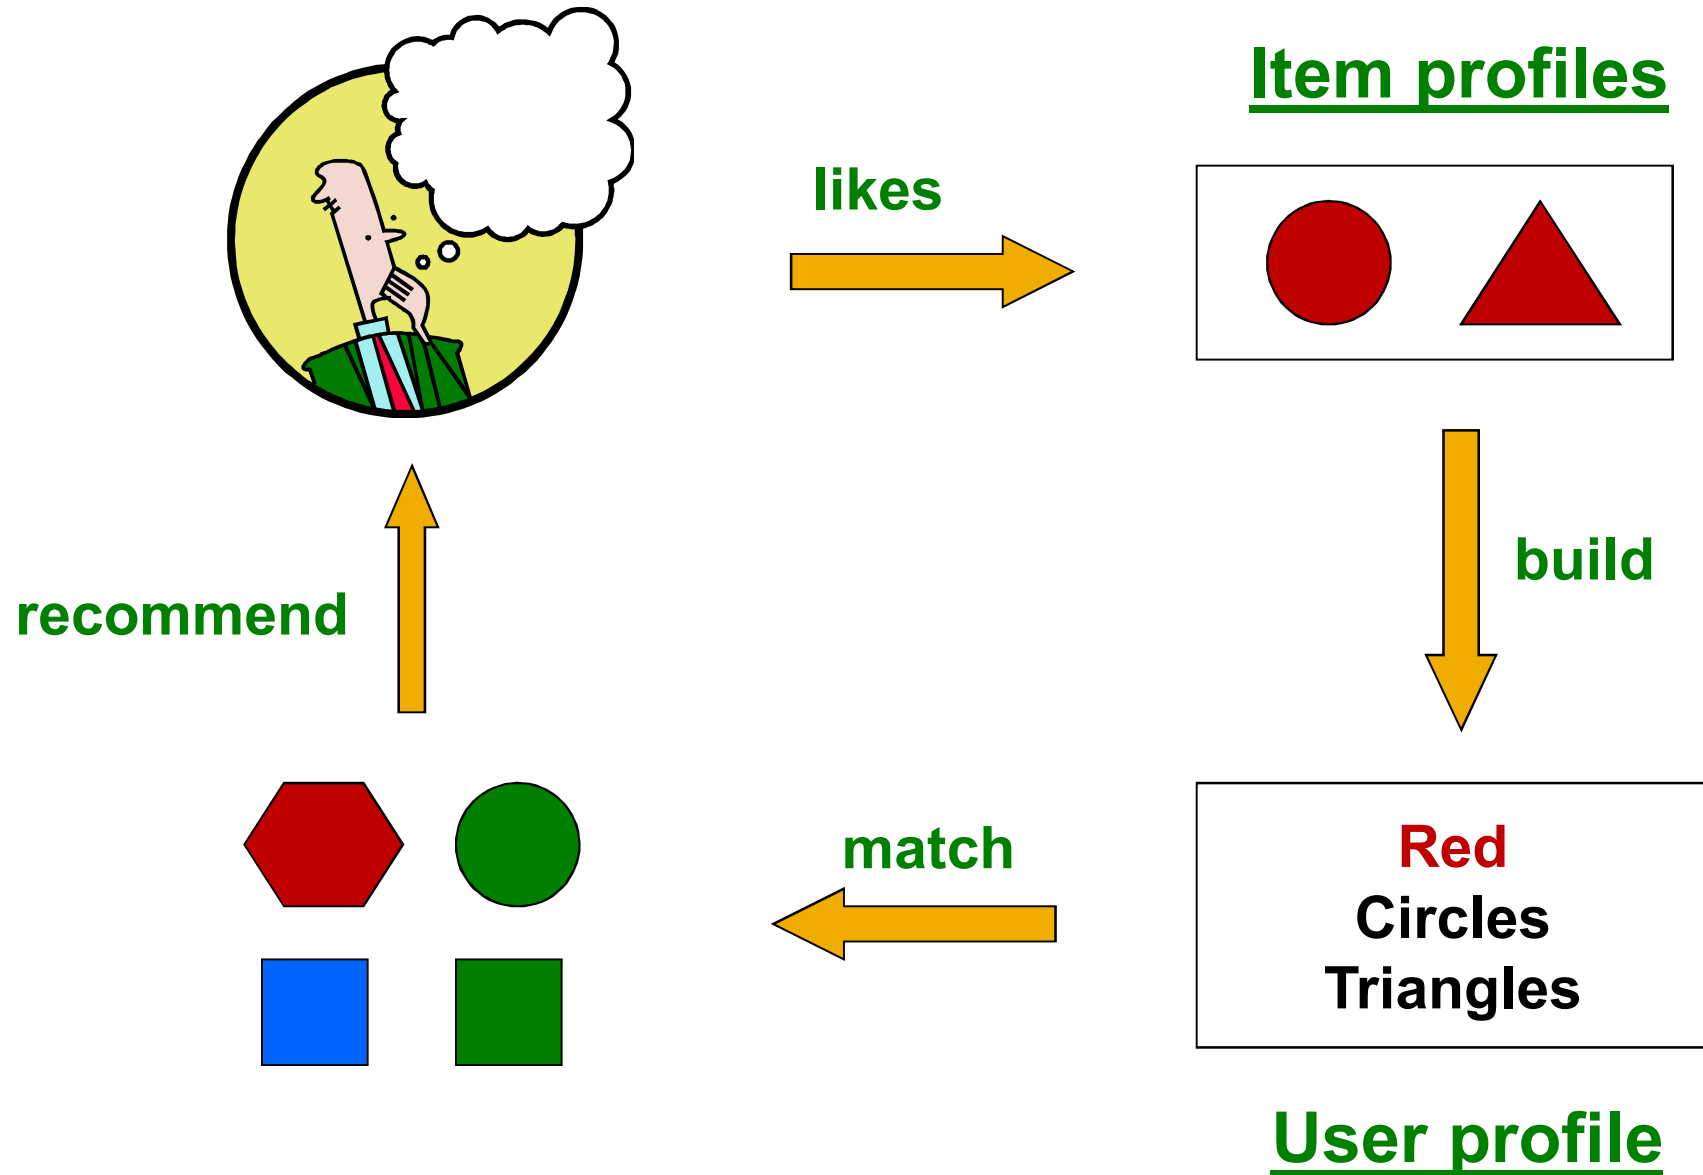 Item profiles
likes
build
recommend
match
Red
Circles
Triangles
User profile